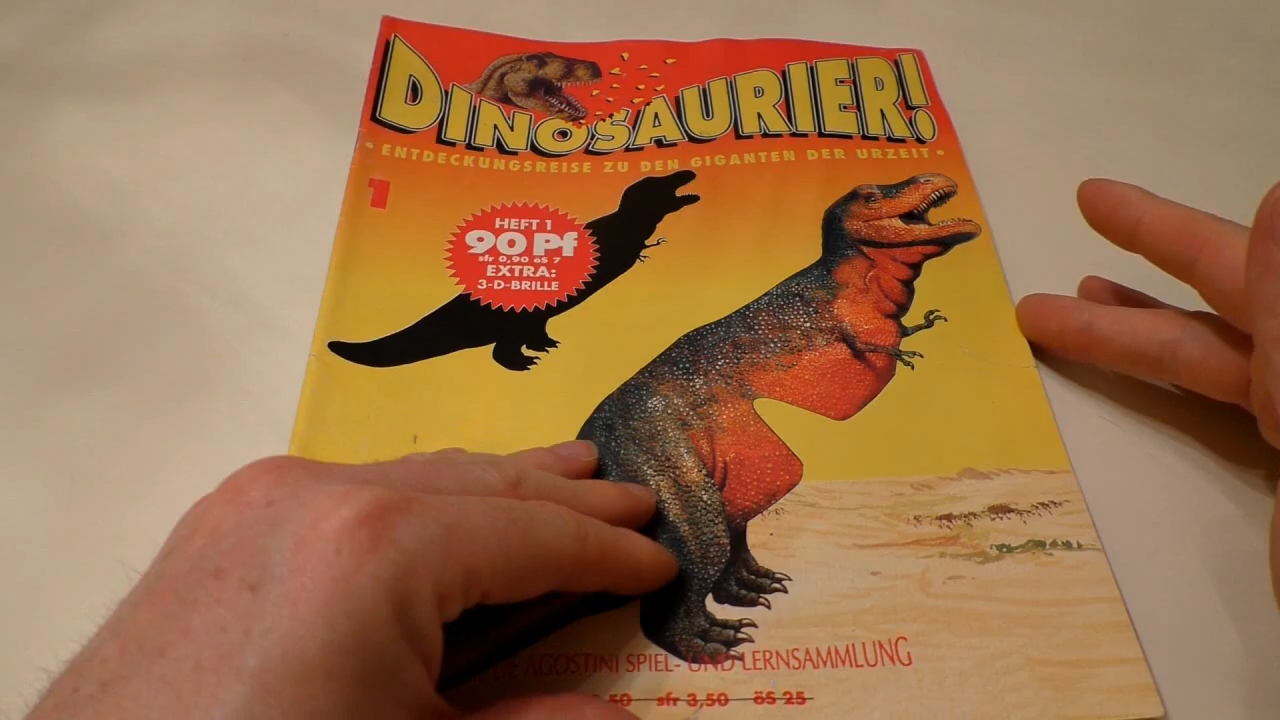 DINOSAURIER!
• ENTDECKUNGSREISE ZU DEN GIGANTEN DER URZEIT •
1
HEFT 1
90 Pf
sfr 0,90 öS 7
EXTRA:
3-D-BRILLE
AGOSTINI SPIEL- UND LERNSAMMLUNG
50 sfr 3,50 öS 25